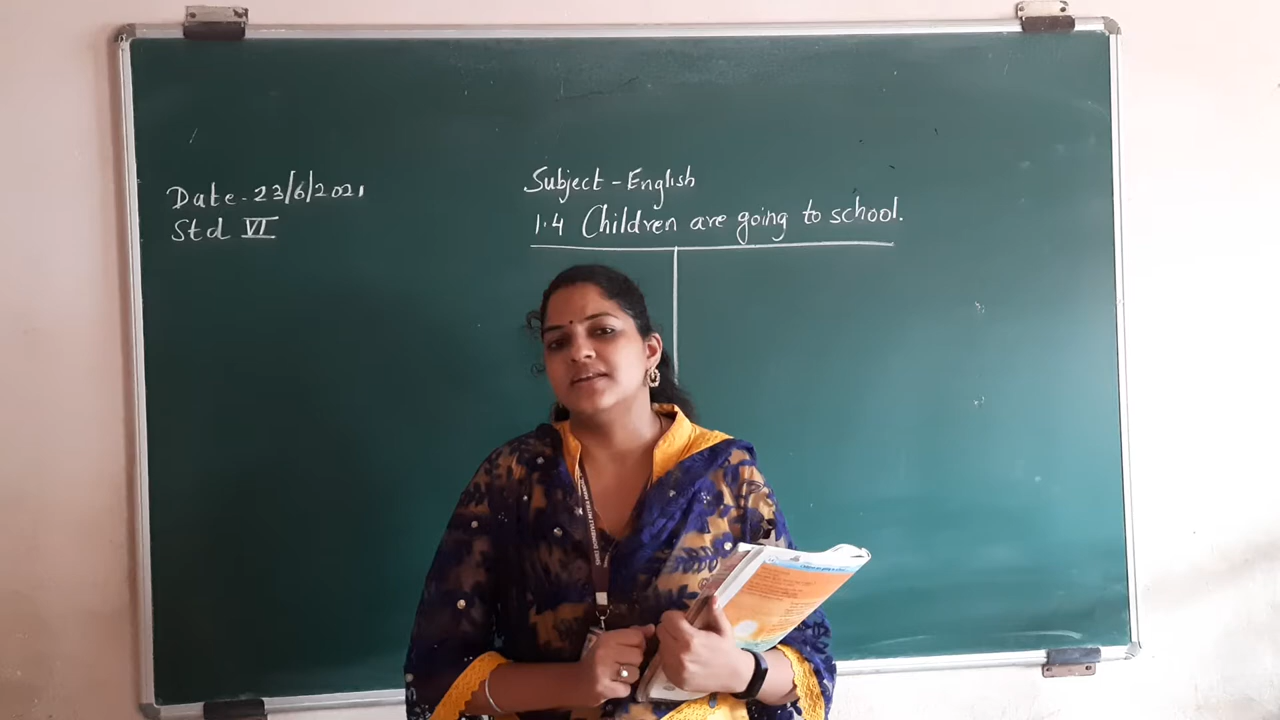 Date - 23/6/2021
Std VI
Subject - English
1.4 Children are going to school.